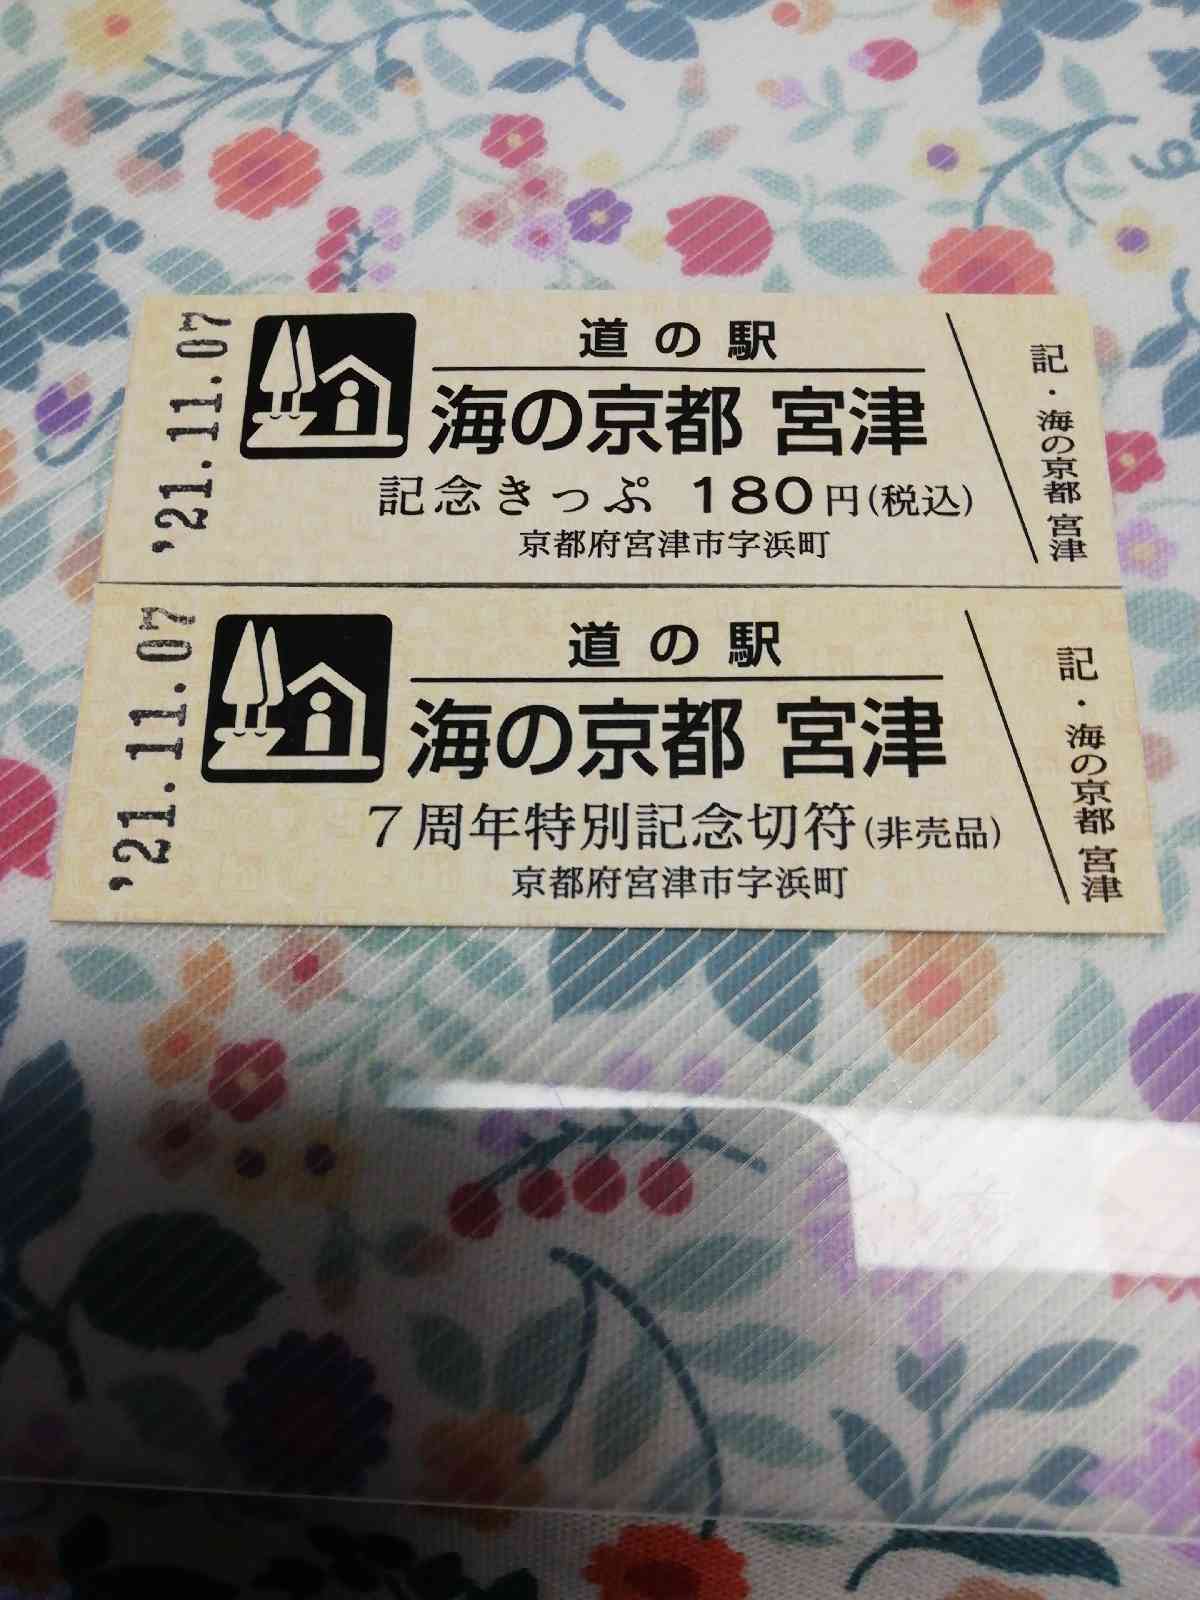 '21.11.07
道の駅
海の京都 宮津
記念きっぷ 180円(税込)
京都府宮津市字浜町
記・海の京都 宮津
'21.11.07
道の駅
海の京都 宮津
7周年特別記念切符(非売品)
京都府宮津市字浜町
記・海の京都 宮津